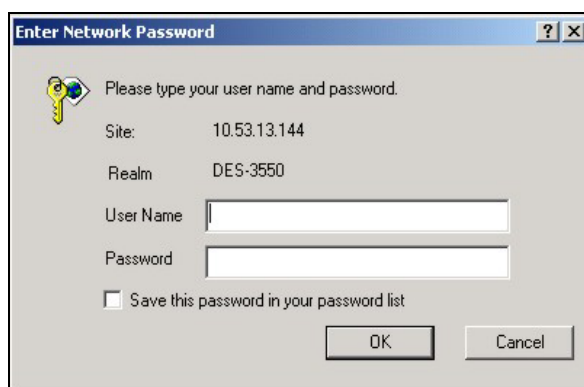 Enter Network Password
Please type your user name and password.
Site: 10.53.13.144
Realm DES-3550
User Name
Password
Save this password in your password list
OK Cancel